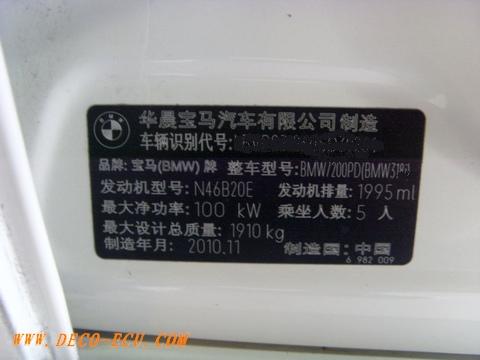 BMW
华晨宝马汽车有限公司制造
车辆识别代号:
品牌:宝马(BMW)牌 整车型号:BMW7200PD(BMW318i)
发动机型号:N46B20E 发动机排量:1995ml
最大净功率:100 kW 乘坐人数:5 人
最大设计总质量:1910 kg
制造年月:2010.11 制造国:中国
6 982 009
WWW.DECO-ECU.COM